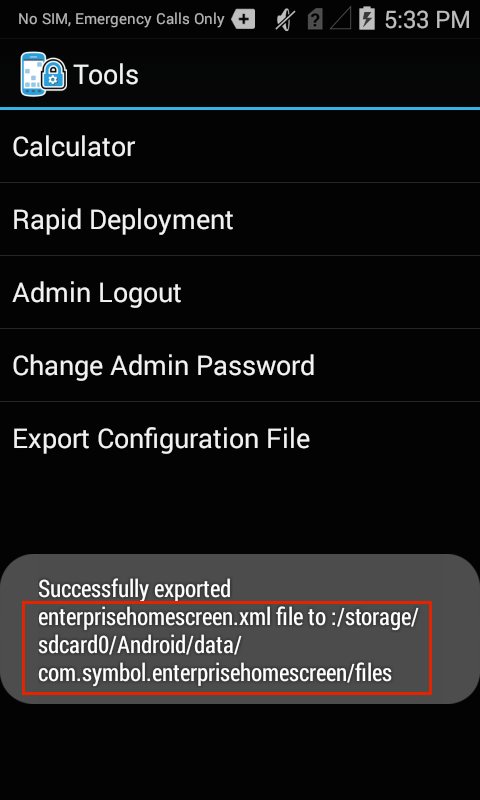 No SIM, Emergency Calls Only 5:33 PM
Tools
Calculator
Rapid Deployment
Admin Logout
Change Admin Password
Export Configuration File
Successfully exported
enterprisehomescreen.xml file to :/storage/
sdcard0/Android/data/
com.symbol.enterprisehomescreen/files